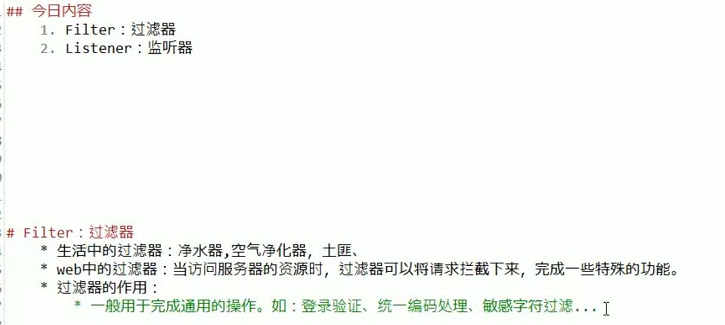 ## 今日内容
1. Filter：过滤器
2. Listener：监听器
# Filter：过滤器
* 生活中的过滤器：净水器,空气净化器，土匪、
* web中的过滤器：当访问服务器的资源时，过滤器可以将请求拦截下来，完成一些特殊的功能。
* 过滤器的作用：
* 一般用于完成通用的操作。如：登录验证、统一编码处理、敏感字符过滤...